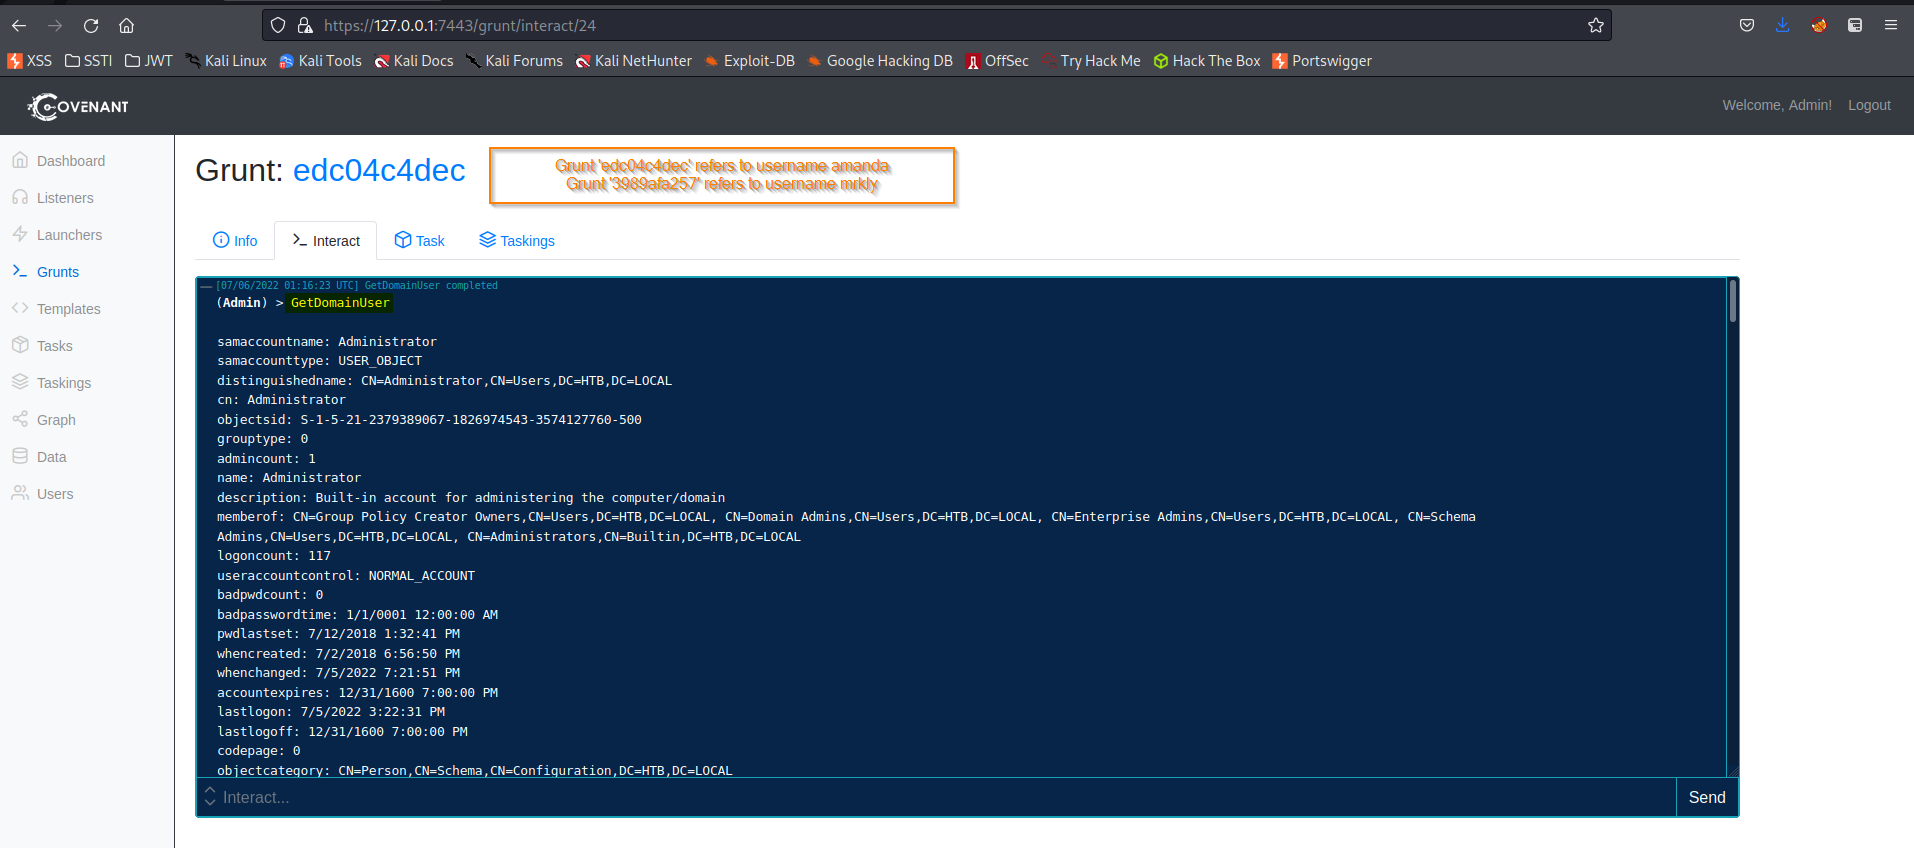 https://127.0.0.1:7443/grunt/interact/24
XSS SSTI JWT Kali Linux Kali Tools Kali Docs Kali Forums Kali NetHunter Exploit-DB Google Hacking DB OffSec Try Hack Me Hack The Box Portswigger
COVENANT
Welcome, Admin! Logout
Dashboard
Listeners
Launchers
Grunts
Templates
Tasks
Taskings
Graph
Data
Users
Grunt: edc04c4dec
Grunt 'edc04c4dec' refers to username amanda
Grunt '3989afa257' refers to username mrkly
Info Interact Task Taskings
[07/06/2022 01:16:23 UTC] GetDomainUser completed
(Admin) > GetDomainUser
samaccountname: Administrator
samaccounttype: USER_OBJECT
distinguishedname: CN=Administrator,CN=Users,DC=HTB,DC=LOCAL
cn: Administrator
objectsid: S-1-5-21-2379389067-1826974543-3574127760-500
grouptype: 0
admincount: 1
name: Administrator
description: Built-in account for administering the computer/domain
memberof: CN=Group Policy Creator Owners,CN=Users,DC=HTB,DC=LOCAL, CN=Domain Admins,CN=Users,DC=HTB,DC=LOCAL, CN=Enterprise Admins,CN=Users,DC=HTB,DC=LOCAL, CN=Schema
Admins,CN=Users,DC=HTB,DC=LOCAL, CN=Administrators,CN=Builtin,DC=HTB,DC=LOCAL
logoncount: 117
useraccountcontrol: NORMAL_ACCOUNT
badpwdcount: 0
badpasswordtime: 1/1/0001 12:00:00 AM
pwdlastset: 7/12/2018 1:32:41 PM
whencreated: 7/2/2018 6:56:50 PM
whenchanged: 7/5/2022 7:21:51 PM
accountexpires: 12/31/1600 7:00:00 PM
lastlogon: 7/5/2022 3:22:31 PM
lastlogoff: 12/31/1600 7:00:00 PM
codepage: 0
objectcategory: CN=Person,CN=Schema,CN=Configuration,DC=HTB,DC=LOCAL
Interact...
Send